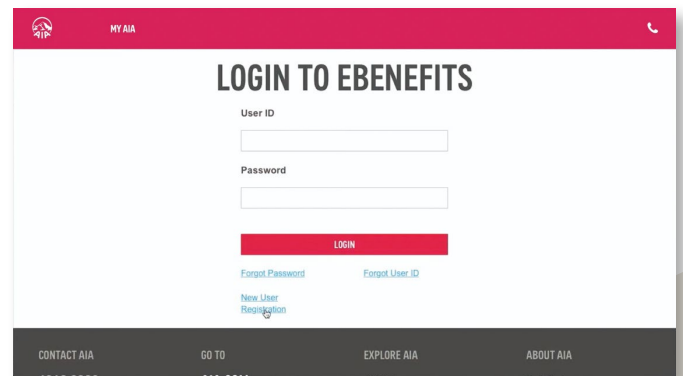 AIA
MY AIA
LOGIN TO EBENEFITS
User ID
Password
LOGIN
Forgot Password
Forgot User ID
New User
Registration
CONTACT AIA
GO TO
EXPLORE AIA
ABOUT AIA